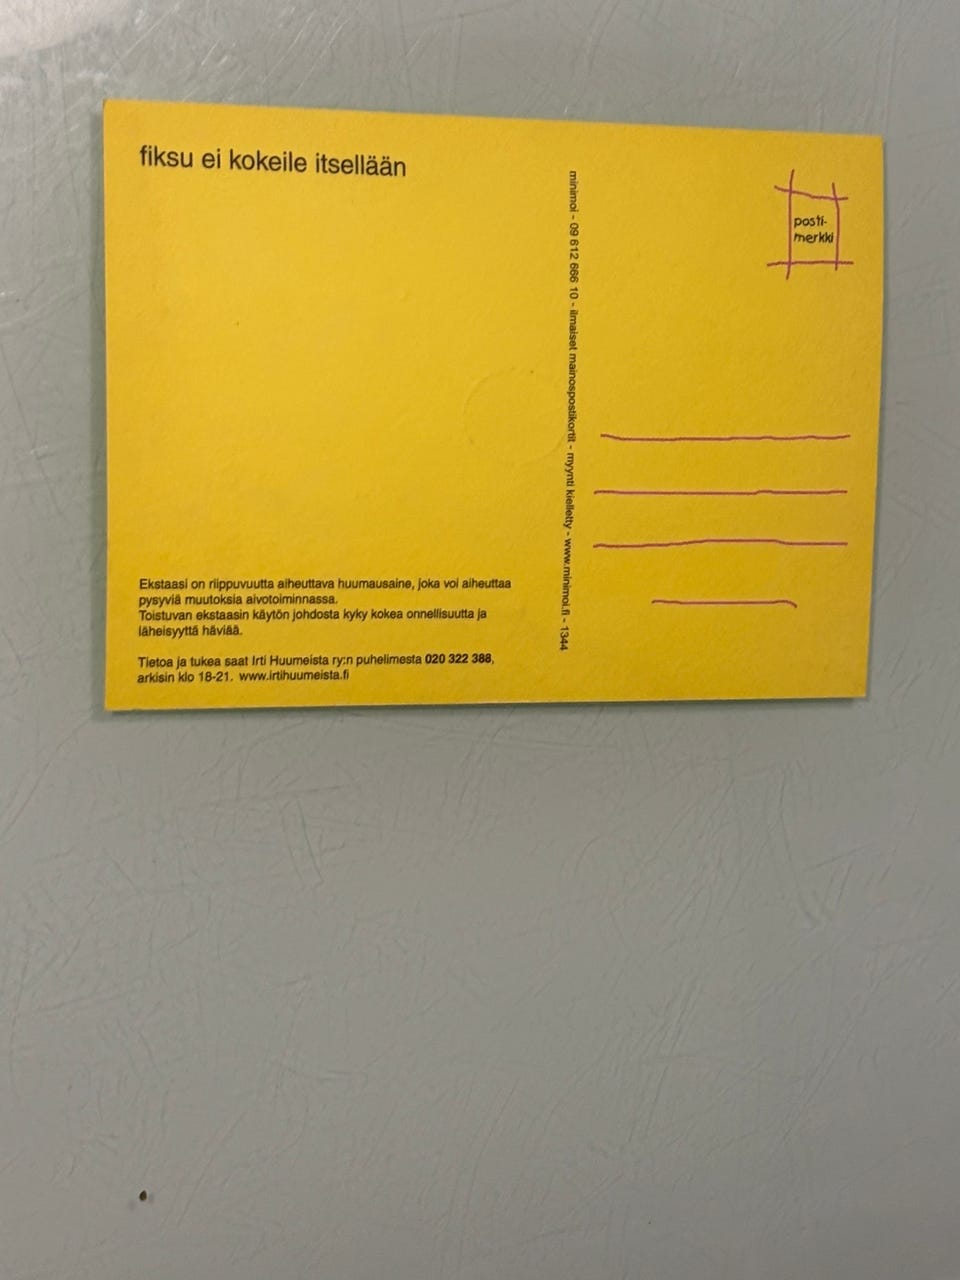 fiksu ei kokeile itsellään
Ekstaasi on riippuvuutta aiheuttava huumausaine, joka voi aiheuttaa
pysyviä muutoksia aivotoiminnassa.
Toistuvan ekstaasin käytön johdosta kyky kokea onnellisuutta ja
läheisyyttä häviää.
Tietoa ja tukea saat Irti Huumeista ry:n puhelimesta 020 322 388,
arkisin klo 18-21. www.irtihuumeista.fi
minimoi - 09 612 666 10 - ilmaiset mainospostikortit - myynti kielletty - www.minimoi.fi - 1344
posti-
merkki